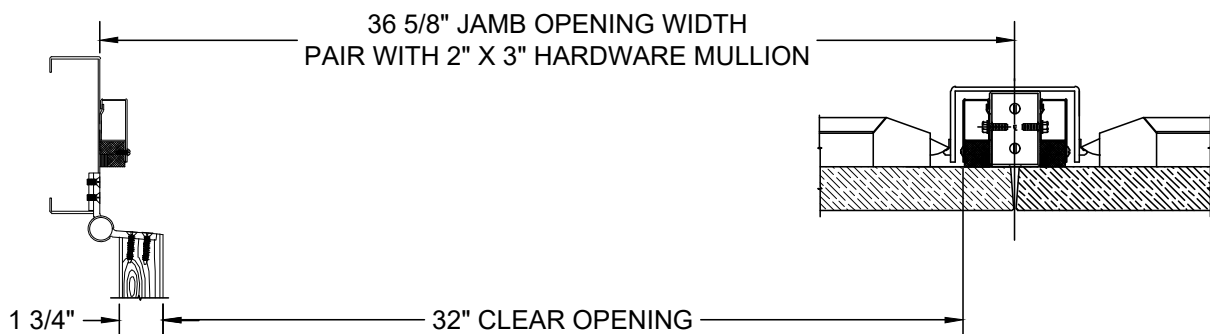 36 5/8" JAMB OPENING WIDTH
PAIR WITH 2" X 3" HARDWARE MULLION
1 3/4"
32" CLEAR OPENING